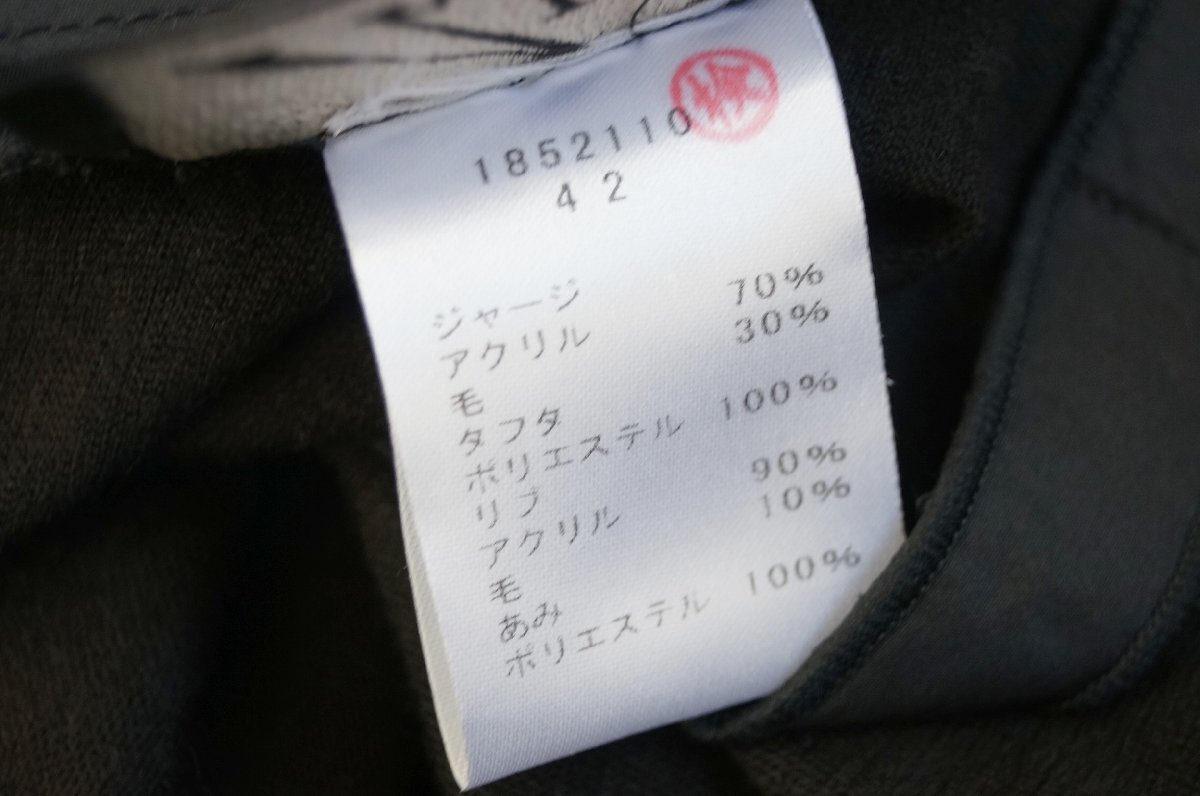 1852110
42
ジャージ
アクリル 70%
毛 30%
タフタ
ポリエステル 100%
リブ
アクリル 90%
毛 10%
あみ
ポリエステル 100%